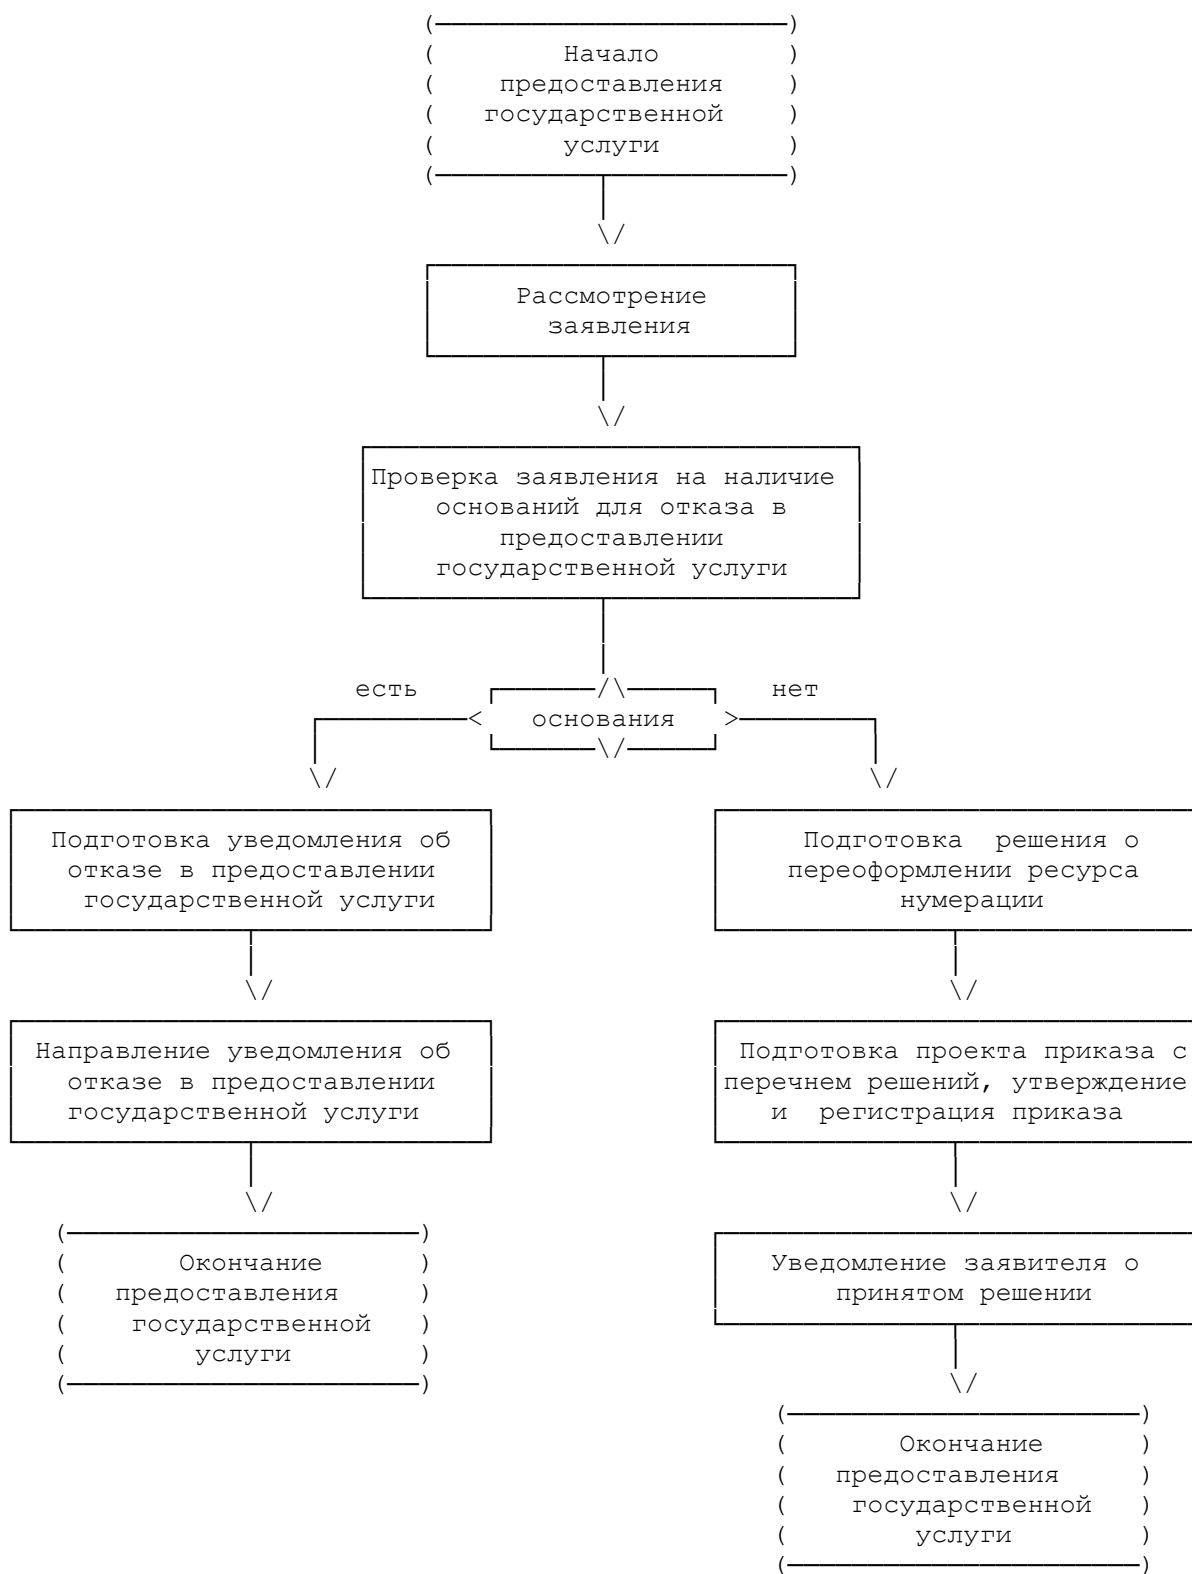 Начало
предоставления
государственной
услуги
Рассмотрение
заявления
Проверка заявления на наличие
оснований для отказа в
предоставлении
государственной услуги
есть
нет
основания
Подготовка уведомления об
отказе в предоставлении
государственной услуги
Подготовка решения о
переоформлении ресурса
нумерации
Направление уведомления об
отказе в предоставлении
государственной услуги
Подготовка проекта приказа с
перечнем решений, утверждение
и регистрация приказа
Окончание
предоставления
государственной
услуги
Уведомление заявителя о
принятом решении
Окончание
предоставления
государственной
услуги